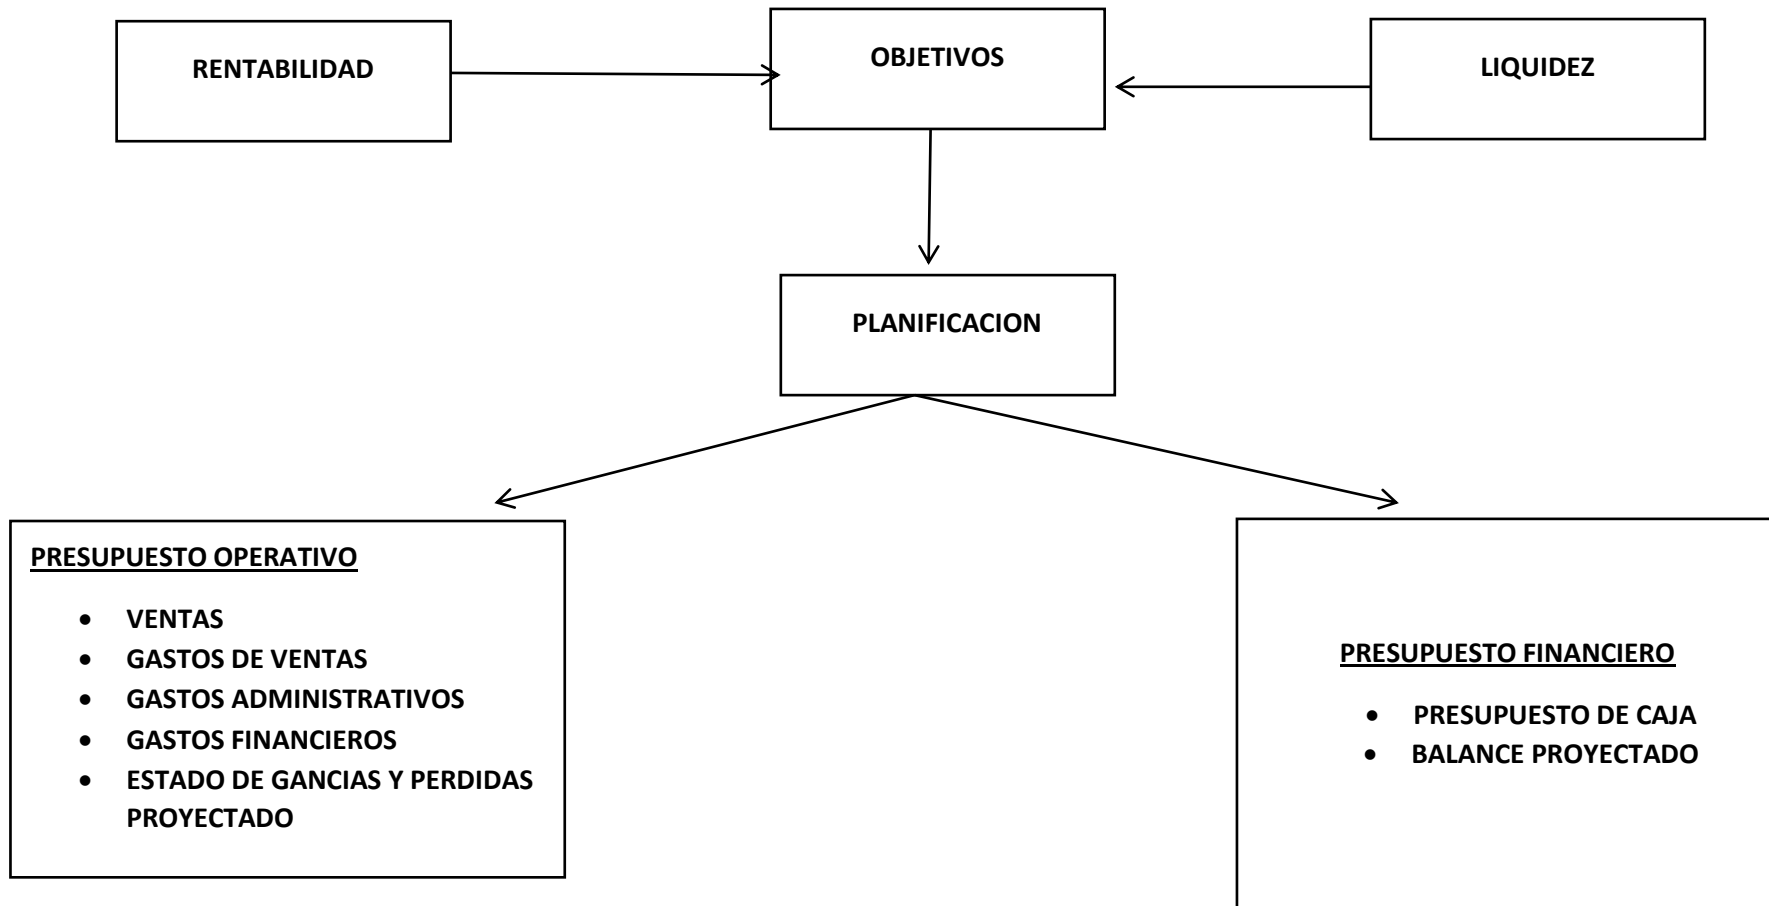 RENTABILIDAD
OBJETIVOS
LIQUIDEZ
PLANIFICACION
PRESUPUESTO OPERATIVO
• VENTAS
• GASTOS DE VENTAS
• GASTOS ADMINISTRATIVOS
• GASTOS FINANCIEROS
• ESTADO DE GANCIAS Y PERDIDAS
PROYECTADO
PRESUPUESTO FINANCIERO
• PRESUPUESTO DE CAJA
• BALANCE PROYECTADO